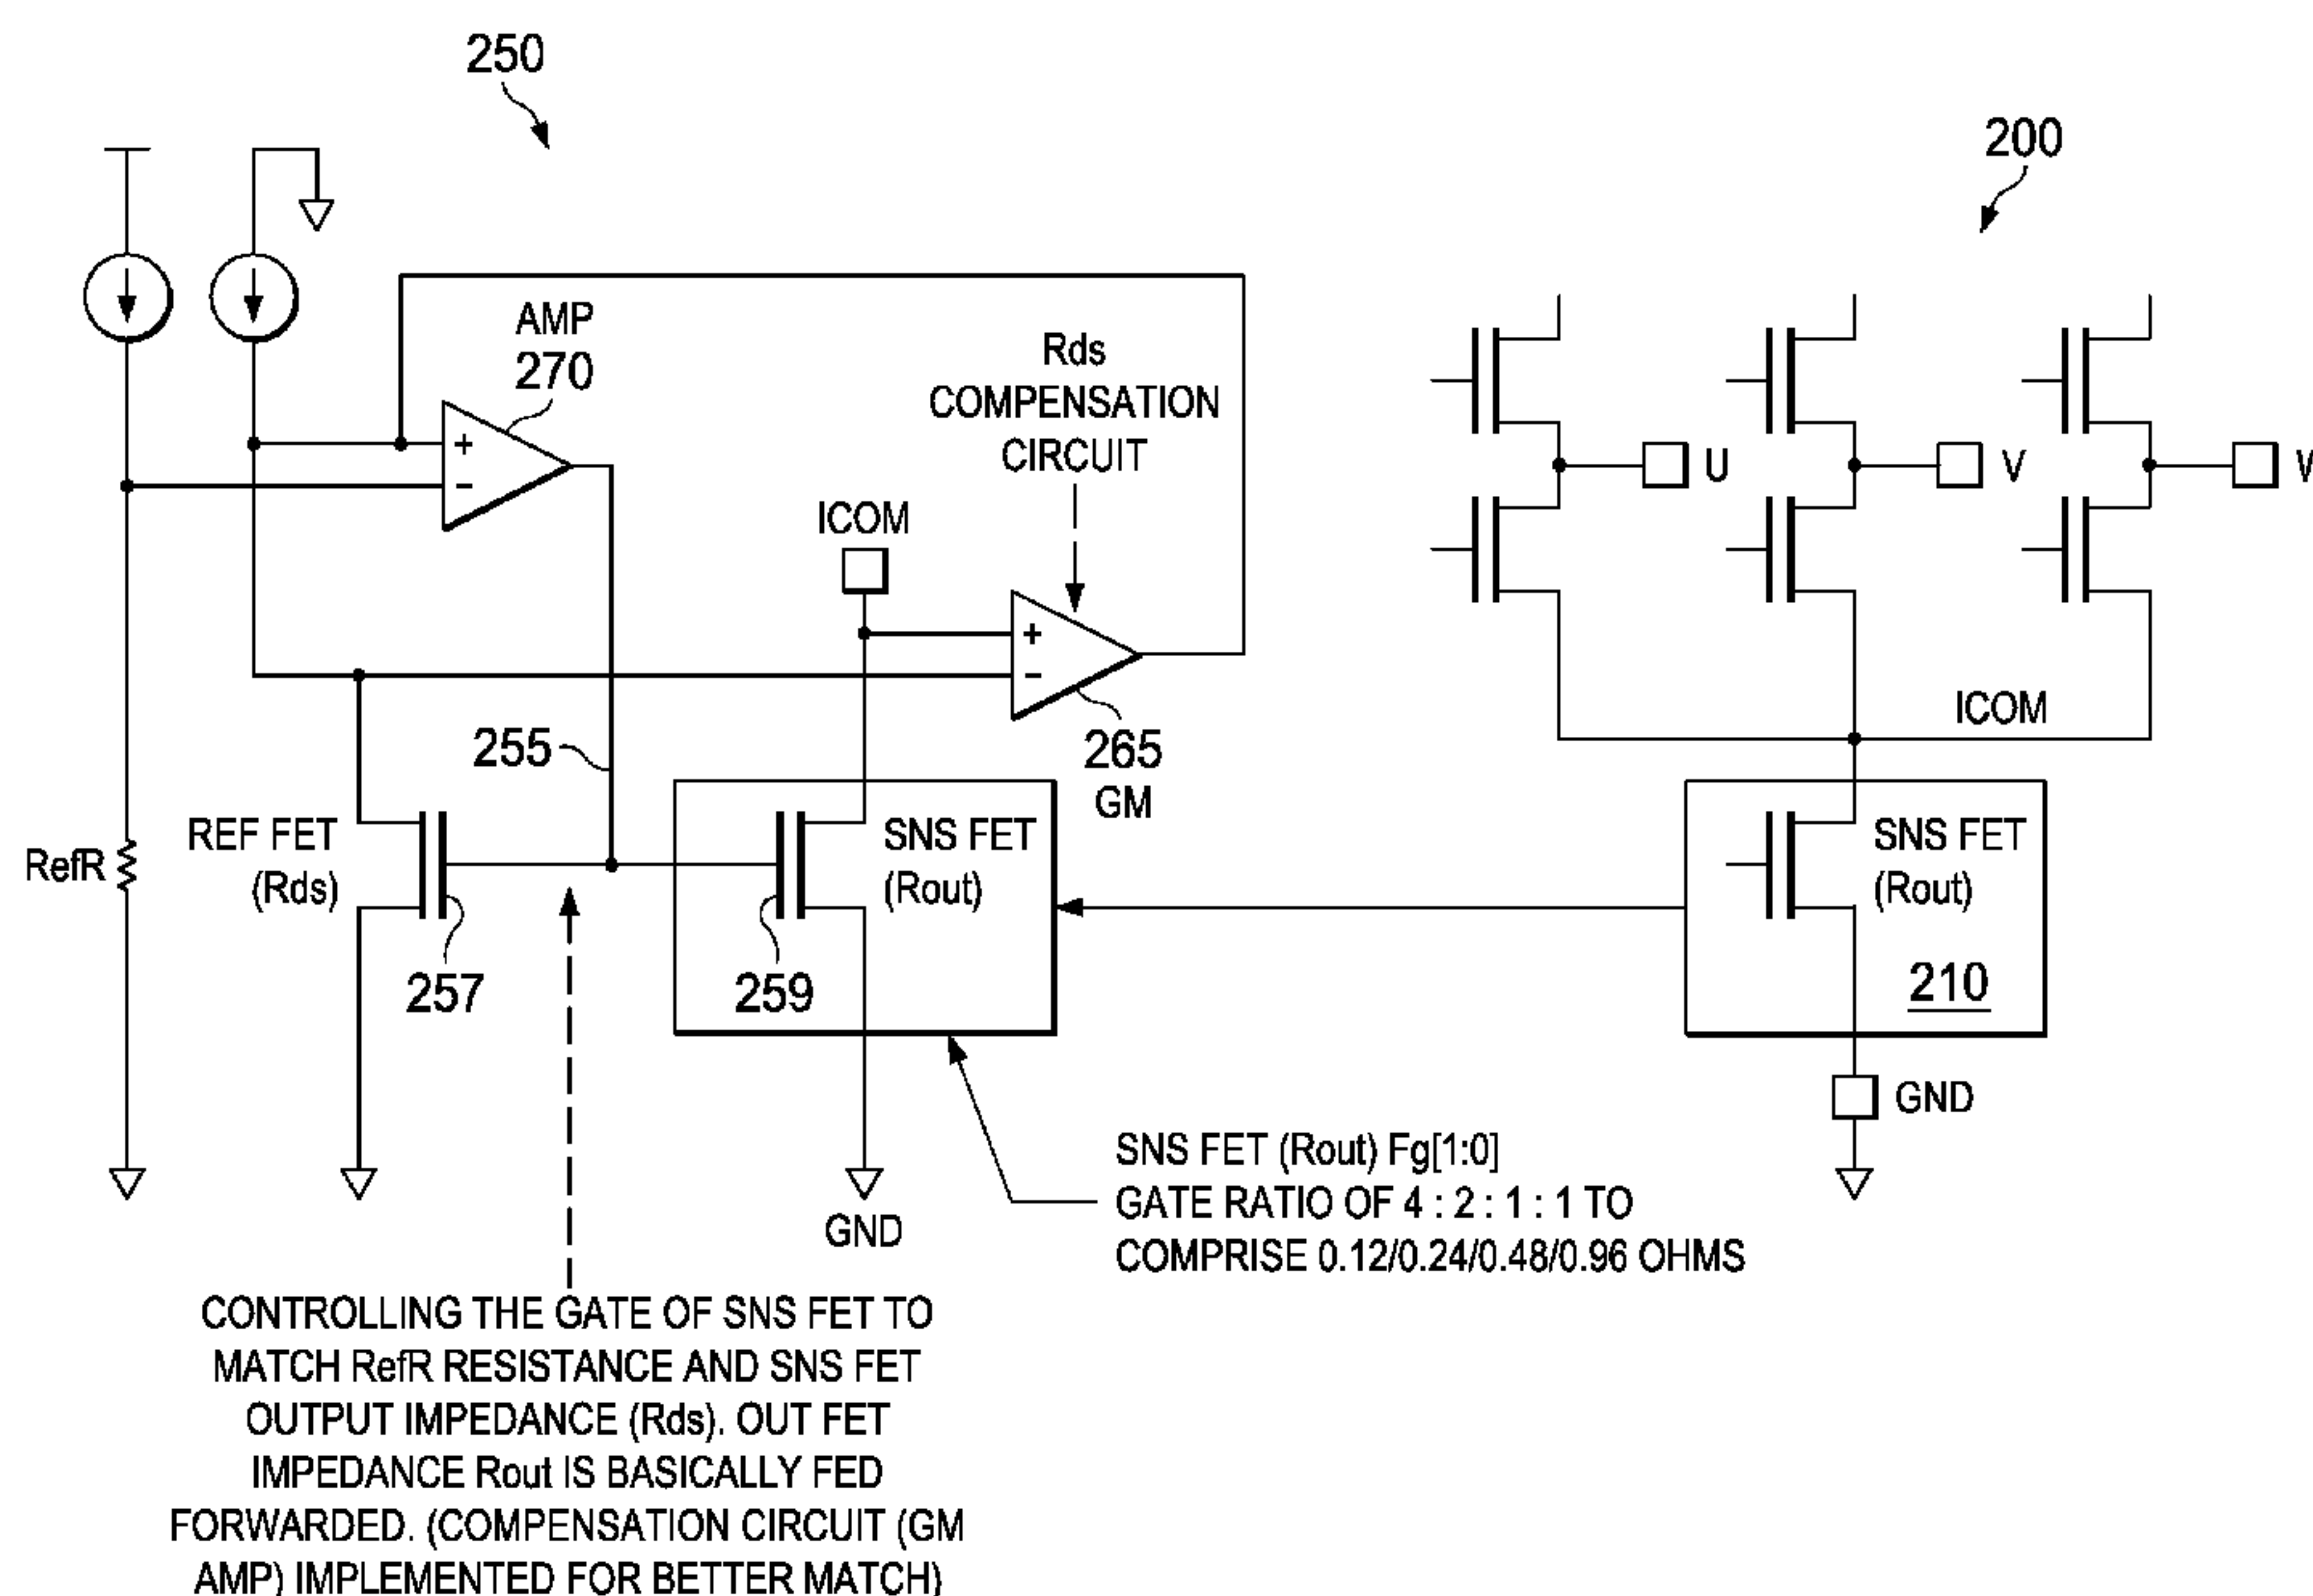 250
200
AMP
270
Rds
COMPENSATION
CIRCUIT
+
-
U
V
ICOM
+
-
ICOM
255
265
GM
RefR
REF FET
(Rds)
SNS FET
(Rout)
SNS FET
(Rout)
257
259
210
GND
GND
SNS FET (Rout) Fg[1:0]
GATE RATIO OF 4 : 2 : 1 : 1 TO
COMPRISE 0.12/0.24/0.48/0.96 OHMS
CONTROLLING THE GATE OF SNS FET TO
MATCH RefR RESISTANCE AND SNS FET
OUTPUT IMPEDANCE (Rds). OUT FET
IMPEDANCE Rout IS BASICALLY FED
FORWARDED. (COMPENSATION CIRCUIT (GM
AMP) IMPLEMENTED FOR BETTER MATCH)